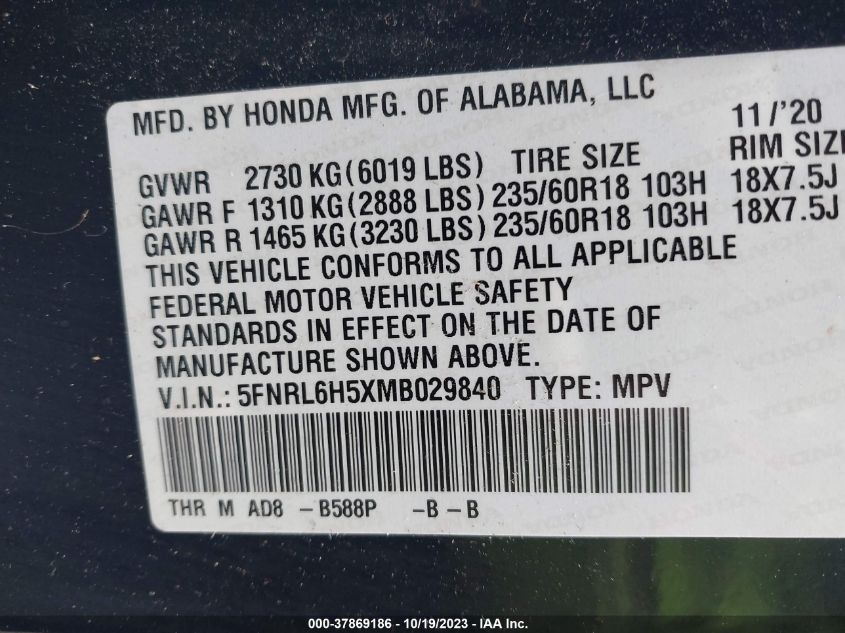 MFD. BY HONDA MFG. OF ALABAMA, LLC
11/'20
GVWR 2730 KG(6019 LBS) TIRE SIZE RIM SIZE
GAWR F 1310 KG(2888 LBS) 235/60R18 103H 18X7.5J
GAWR R 1465 KG(3230 LBS) 235/60R18 103H 18X7.5J
THIS VEHICLE CONFORMS TO ALL APPLICABLE
FEDERAL MOTOR VEHICLE SAFETY
STANDARDS IN EFFECT ON THE DATE OF
MANUFACTURE SHOWN ABOVE.
V.I.N.: 5FNRL6H5XMB029840 TYPE: MPV
THR M AD8 -B588P -B-B
000-37869186 - 10/19/2023 - IAA Inc.